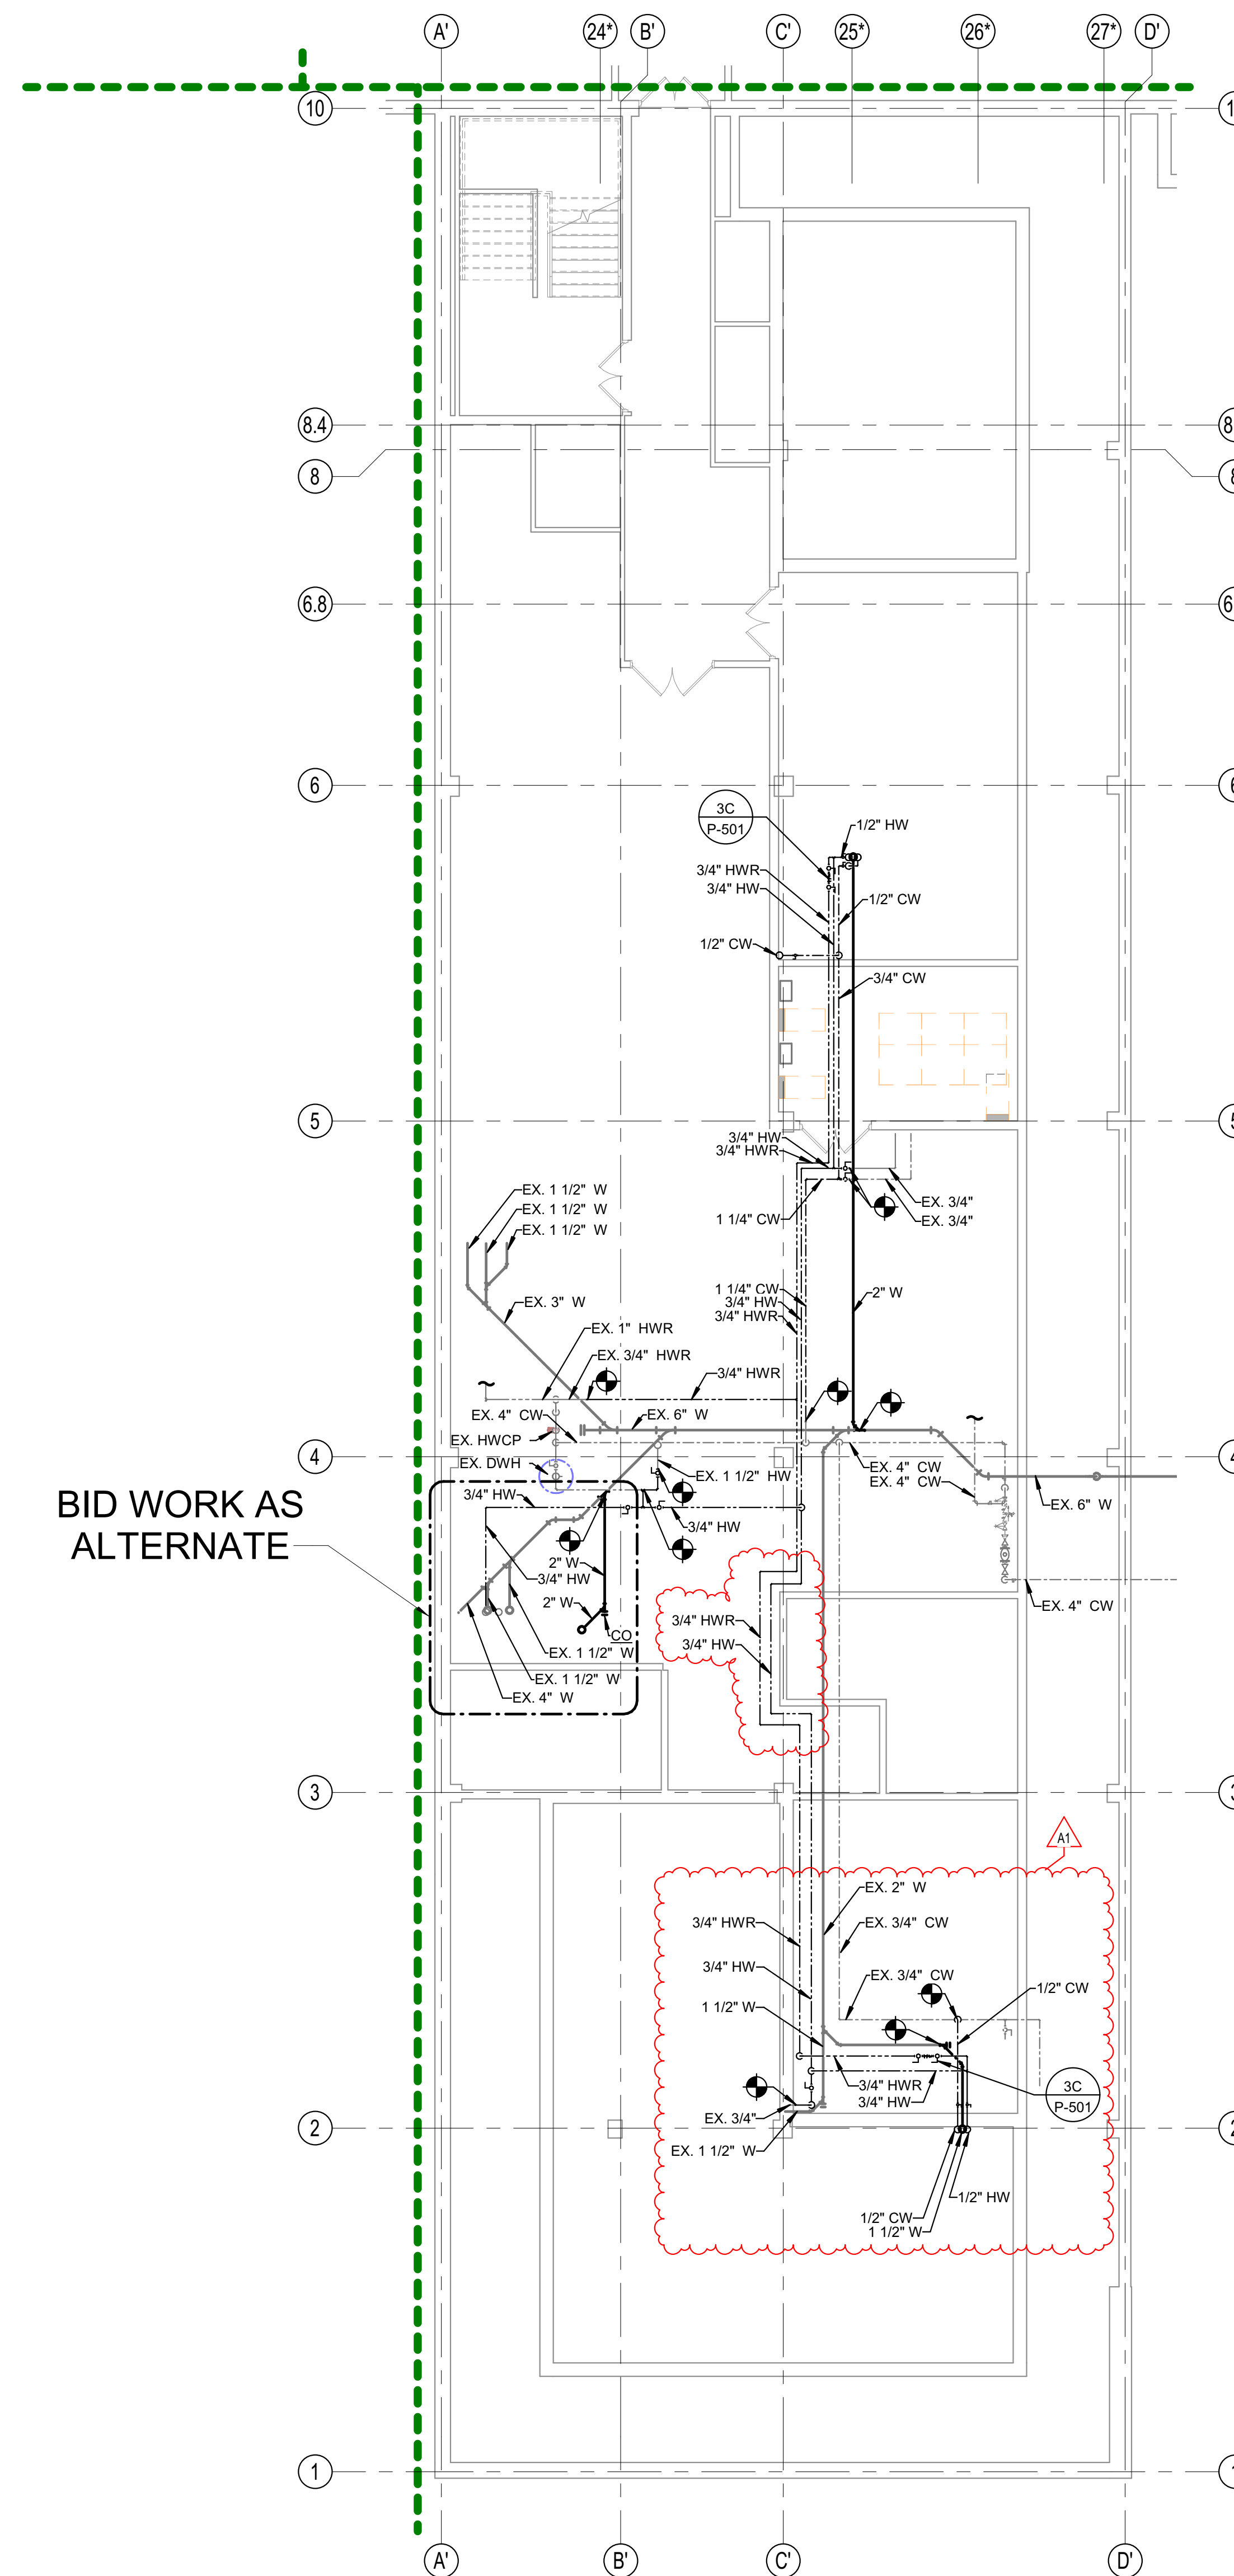 A'
24*
B'
C'
25*
26*
27*
D'
10
8.4
8
6.8
6
3C
P-501
1/2" HW
3/4" HWR
3/4" HW
1/2" CW
1/2" CW
3/4" CW
5
5
3/4" HW
3/4" HWR
EX. 3/4"
EX. 3/4"
1 1/4" CW
EX. 1 1/2" W
EX. 1 1/2" W
EX. 1 1/2" W
1 1/4" CW
3/4" HW
3/4" HWR
2" W
EX. 3" W
EX. 1" HWR
EX. 3/4" HWR
3/4" HWR
EX. 4" CW
EX. 6" W
EX. HWCP
4
4
EX. DWH
EX. 4" CW
EX. 4" CW
EX. 1 1/2" HW
EX. 6" W
BID WORK AS
ALTERNATE
3/4" HW
3/4" HW
2" W
3/4" HW
2" W
EX. 4" CW
CO
EX. 1 1/2" W
EX. 1 1/2" W
EX. 4" W
3/4" HWR
3/4" HW
3
3
A1
EX. 2" W
3/4" HWR
EX. 3/4" CW
3/4" HW
EX. 3/4" CW
1/2" CW
1 1/2" W
3/4" HWR
3/4" HW
3C
P-501
EX. 3/4"
2
2
EX. 1 1/2" W
1/2" HW
1/2" CW
1 1/2" W
1
A'
B'
C'
D'